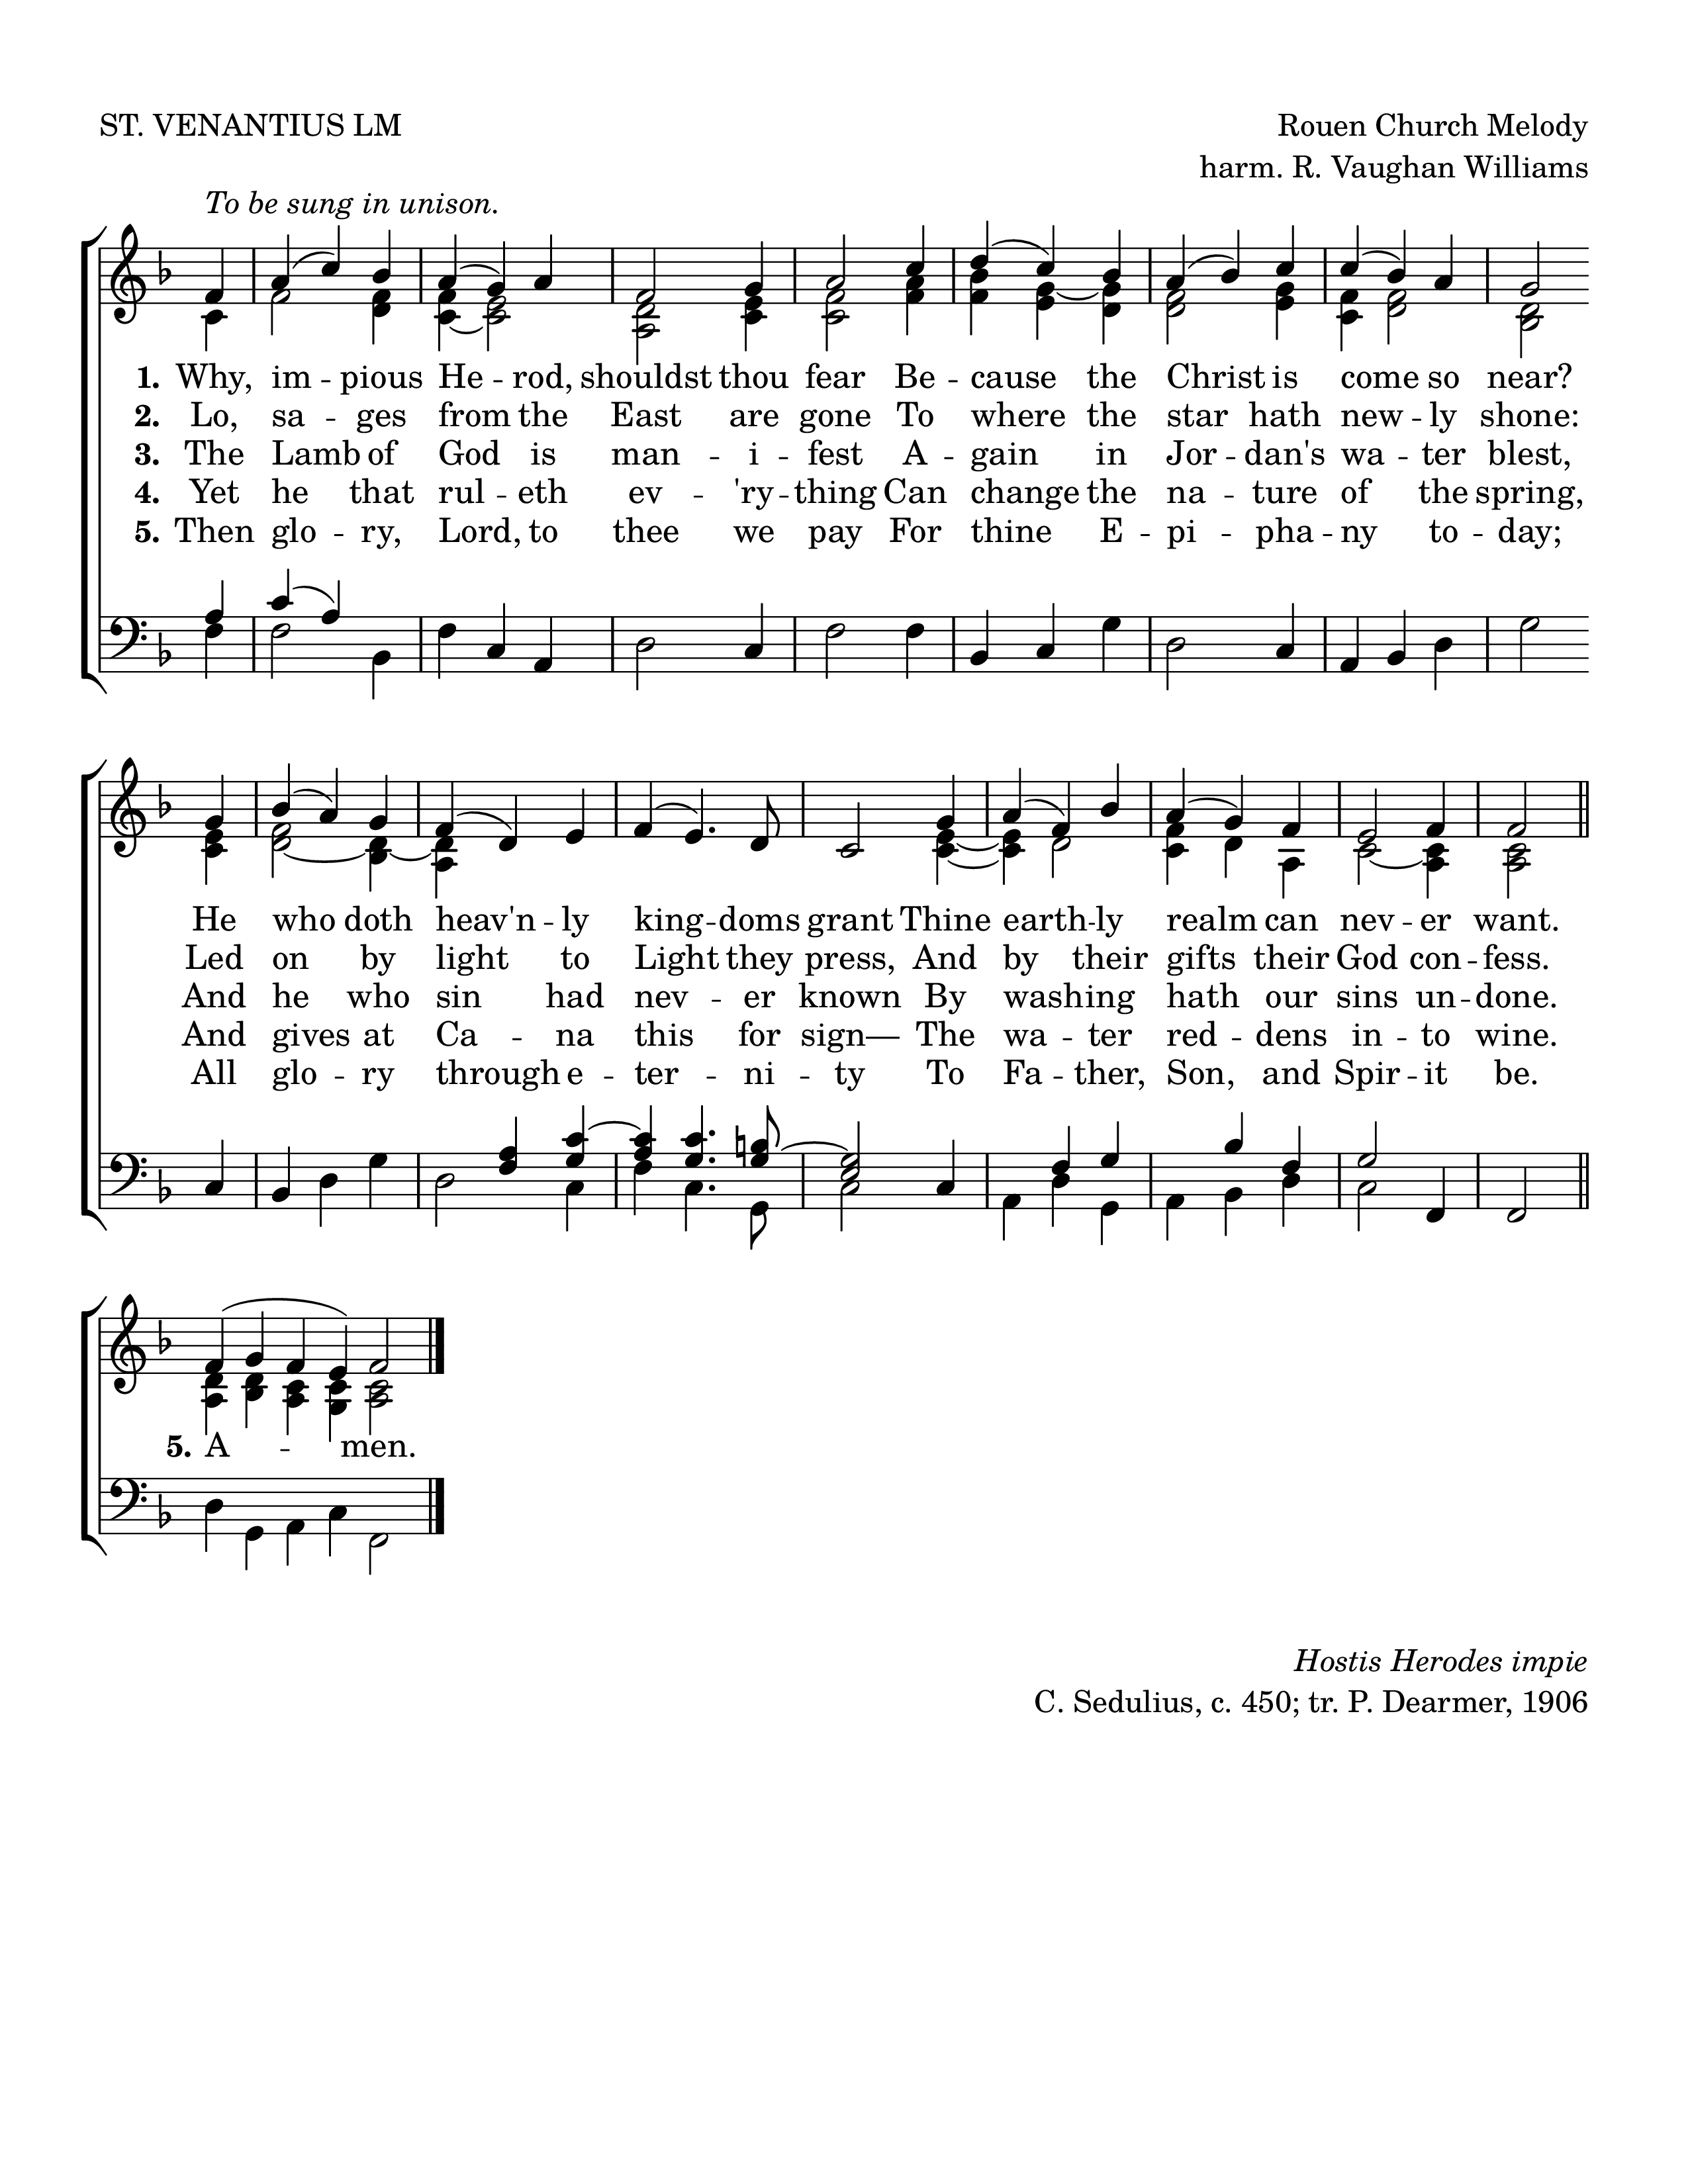 ST. VENANTIUS LM
Rouen Church Melody
harm. R. Vaughan Williams
To be sung in unison.
1. Why, im -- pious He -- rod, shouldst thou fear Be -- cause the Christ is come so near?
2. Lo, sa -- ges from the East are gone To where the star hath new -- ly shone:
3. The Lamb of God is man -- i -- fest A -- gain in Jor -- dan's wa -- ter blest,
4. Yet he that rul -- eth ev -- 'ry -- thing Can change the na -- ture of the spring,
5. Then glo -- ry, Lord, to thee we pay For thine E -- pi -- pha -- ny to -- day;
He who doth heav'n -- ly king -- doms grant Thine earth -- ly realm can nev -- er want.
Led on by light to Light they press, And by their gifts their God con -- fess.
And he who sin had nev -- er known By washing hath our sins un -- done.
And gives at Ca -- na this for sign— The wa -- ter red -- dens in -- to wine.
All glo -- ry through e -- ter -- ni -- ty To Fa -- ther, Son, and Spir -- it be.
5. A -- men.
Hostis Herodes impie
C. Sedulius, c. 450; tr. P. Dearmer, 1906